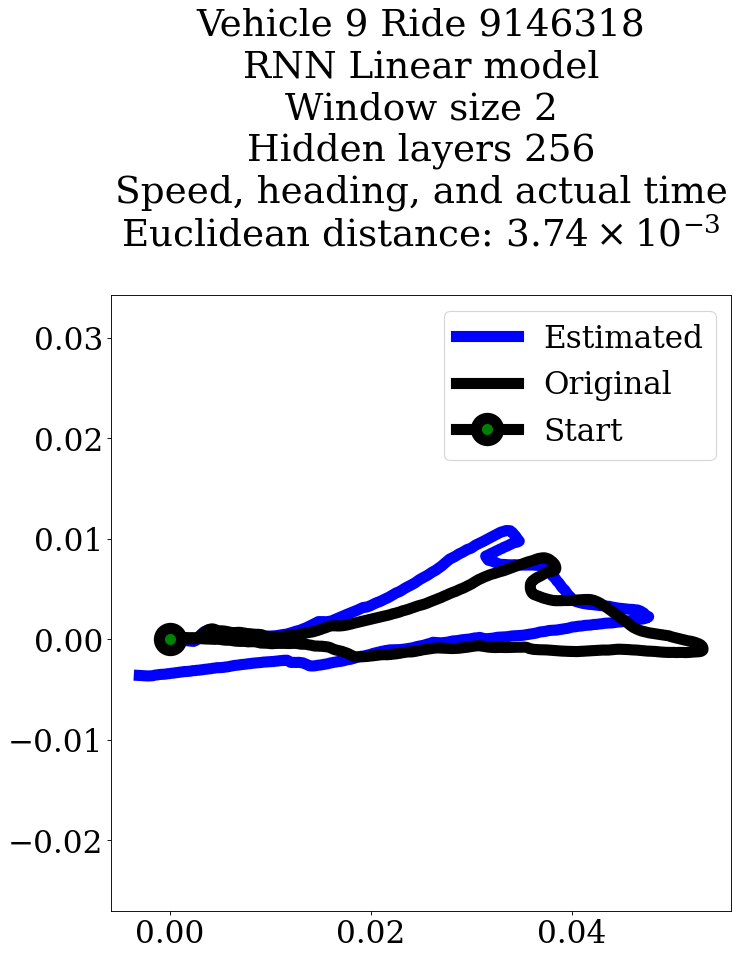 Vehicle 9 Ride 9146318
RNN Linear model
Window size 2
Hidden layers 256
Speed, heading, and actual time
Euclidean distance: 3.74 × 10⁻³
Estimated
Original
Start
0.03
0.02
0.01
0.00
−0.01
−0.02
0.00 0.02 0.04